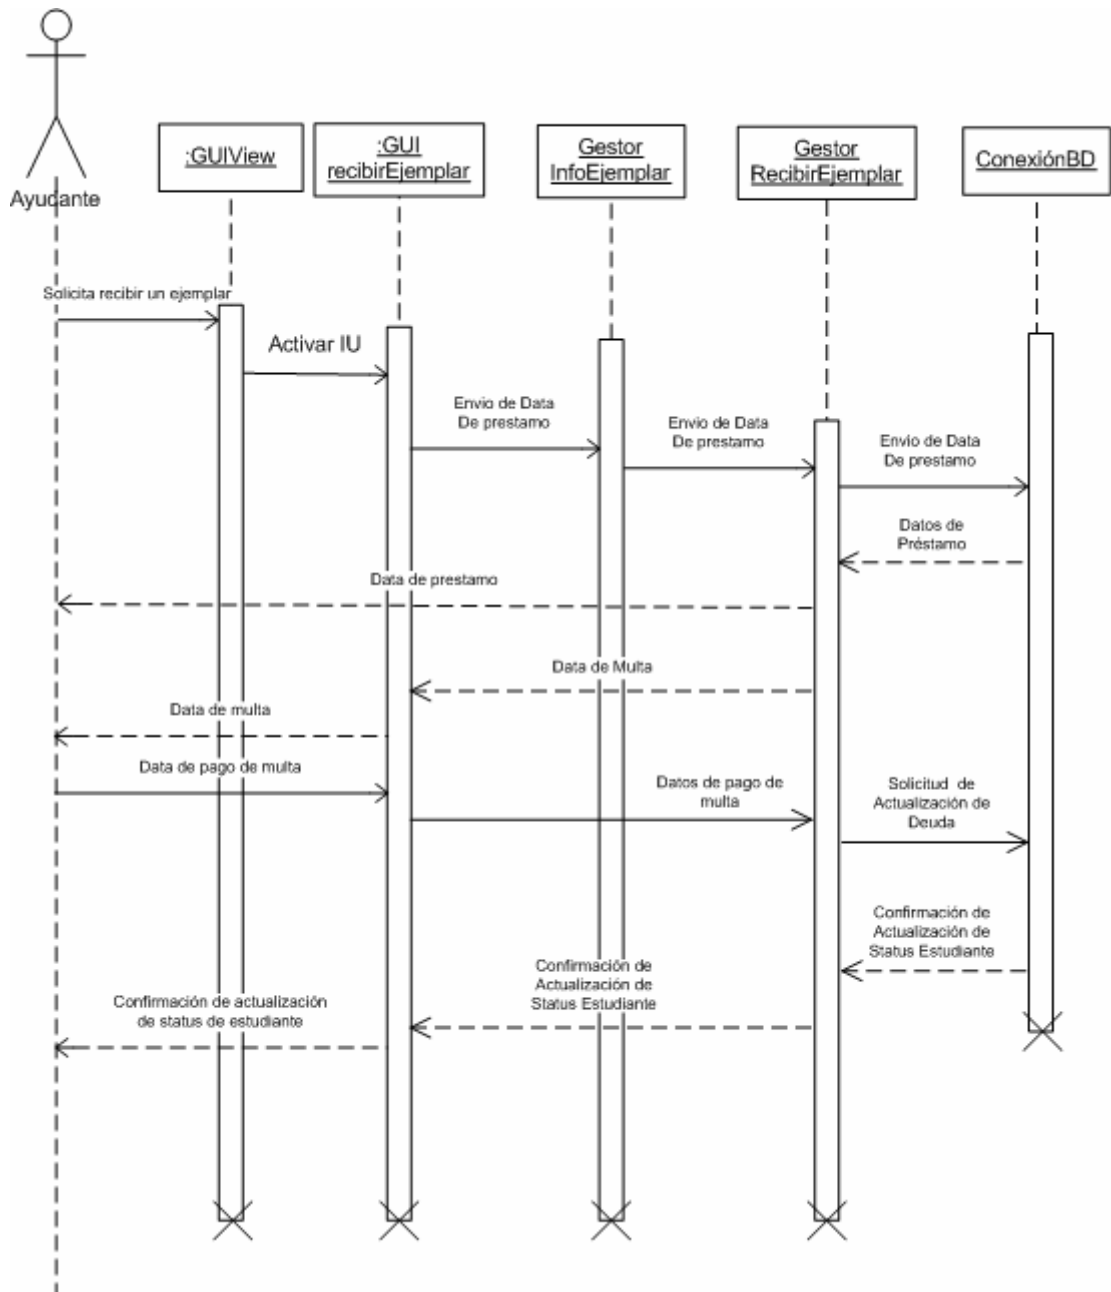 Ayudante
:GUIView
:GUI
recibirEjemplar
Gestor
InfoEjemplar
Gestor
RecibirEjemplar
ConexiónBD
Solicita recibir un ejemplar
Activar IU
Envio de Data
De prestamo
Envio de Data
De prestamo
Envio de Data
De prestamo
Datos de
Préstamo
Data de prestamo
Data de Multa
Data de multa
Data de pago de multa
Datos de pago de
multa
Solicitud de
Actualización de
Deuda
Confirmación de
Actualización de
Status Estudiante
Confirmación de
Actualización de
Status Estudiante
Confirmación de actualización
de status de estudiante